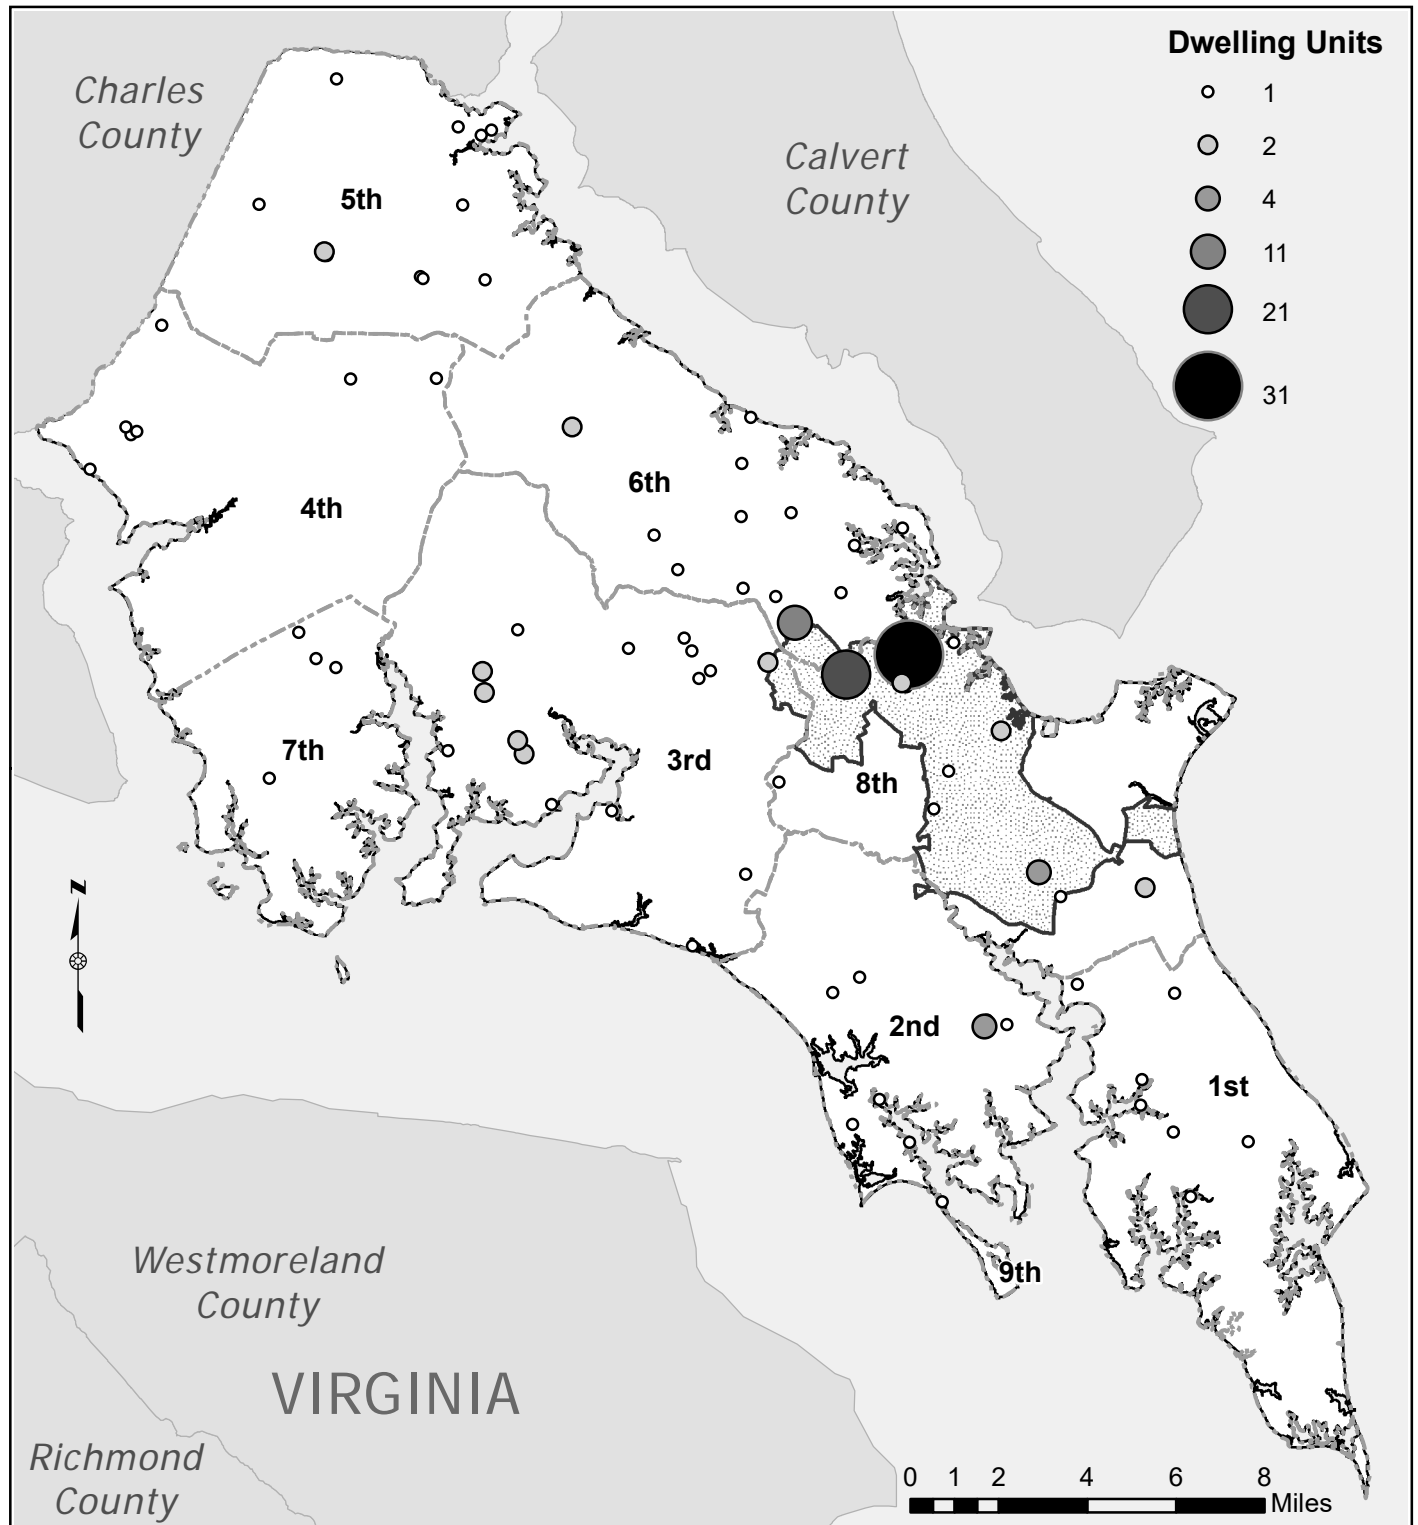 Dwelling Units
1
2
4
11
21
31
Charles
County
Calvert
County
5th
6th
4th
7th
3rd
8th
N
2nd
1st
9th
Westmoreland
County
VIRGINIA
Richmond
County
0 1 2 4 6 8
Miles